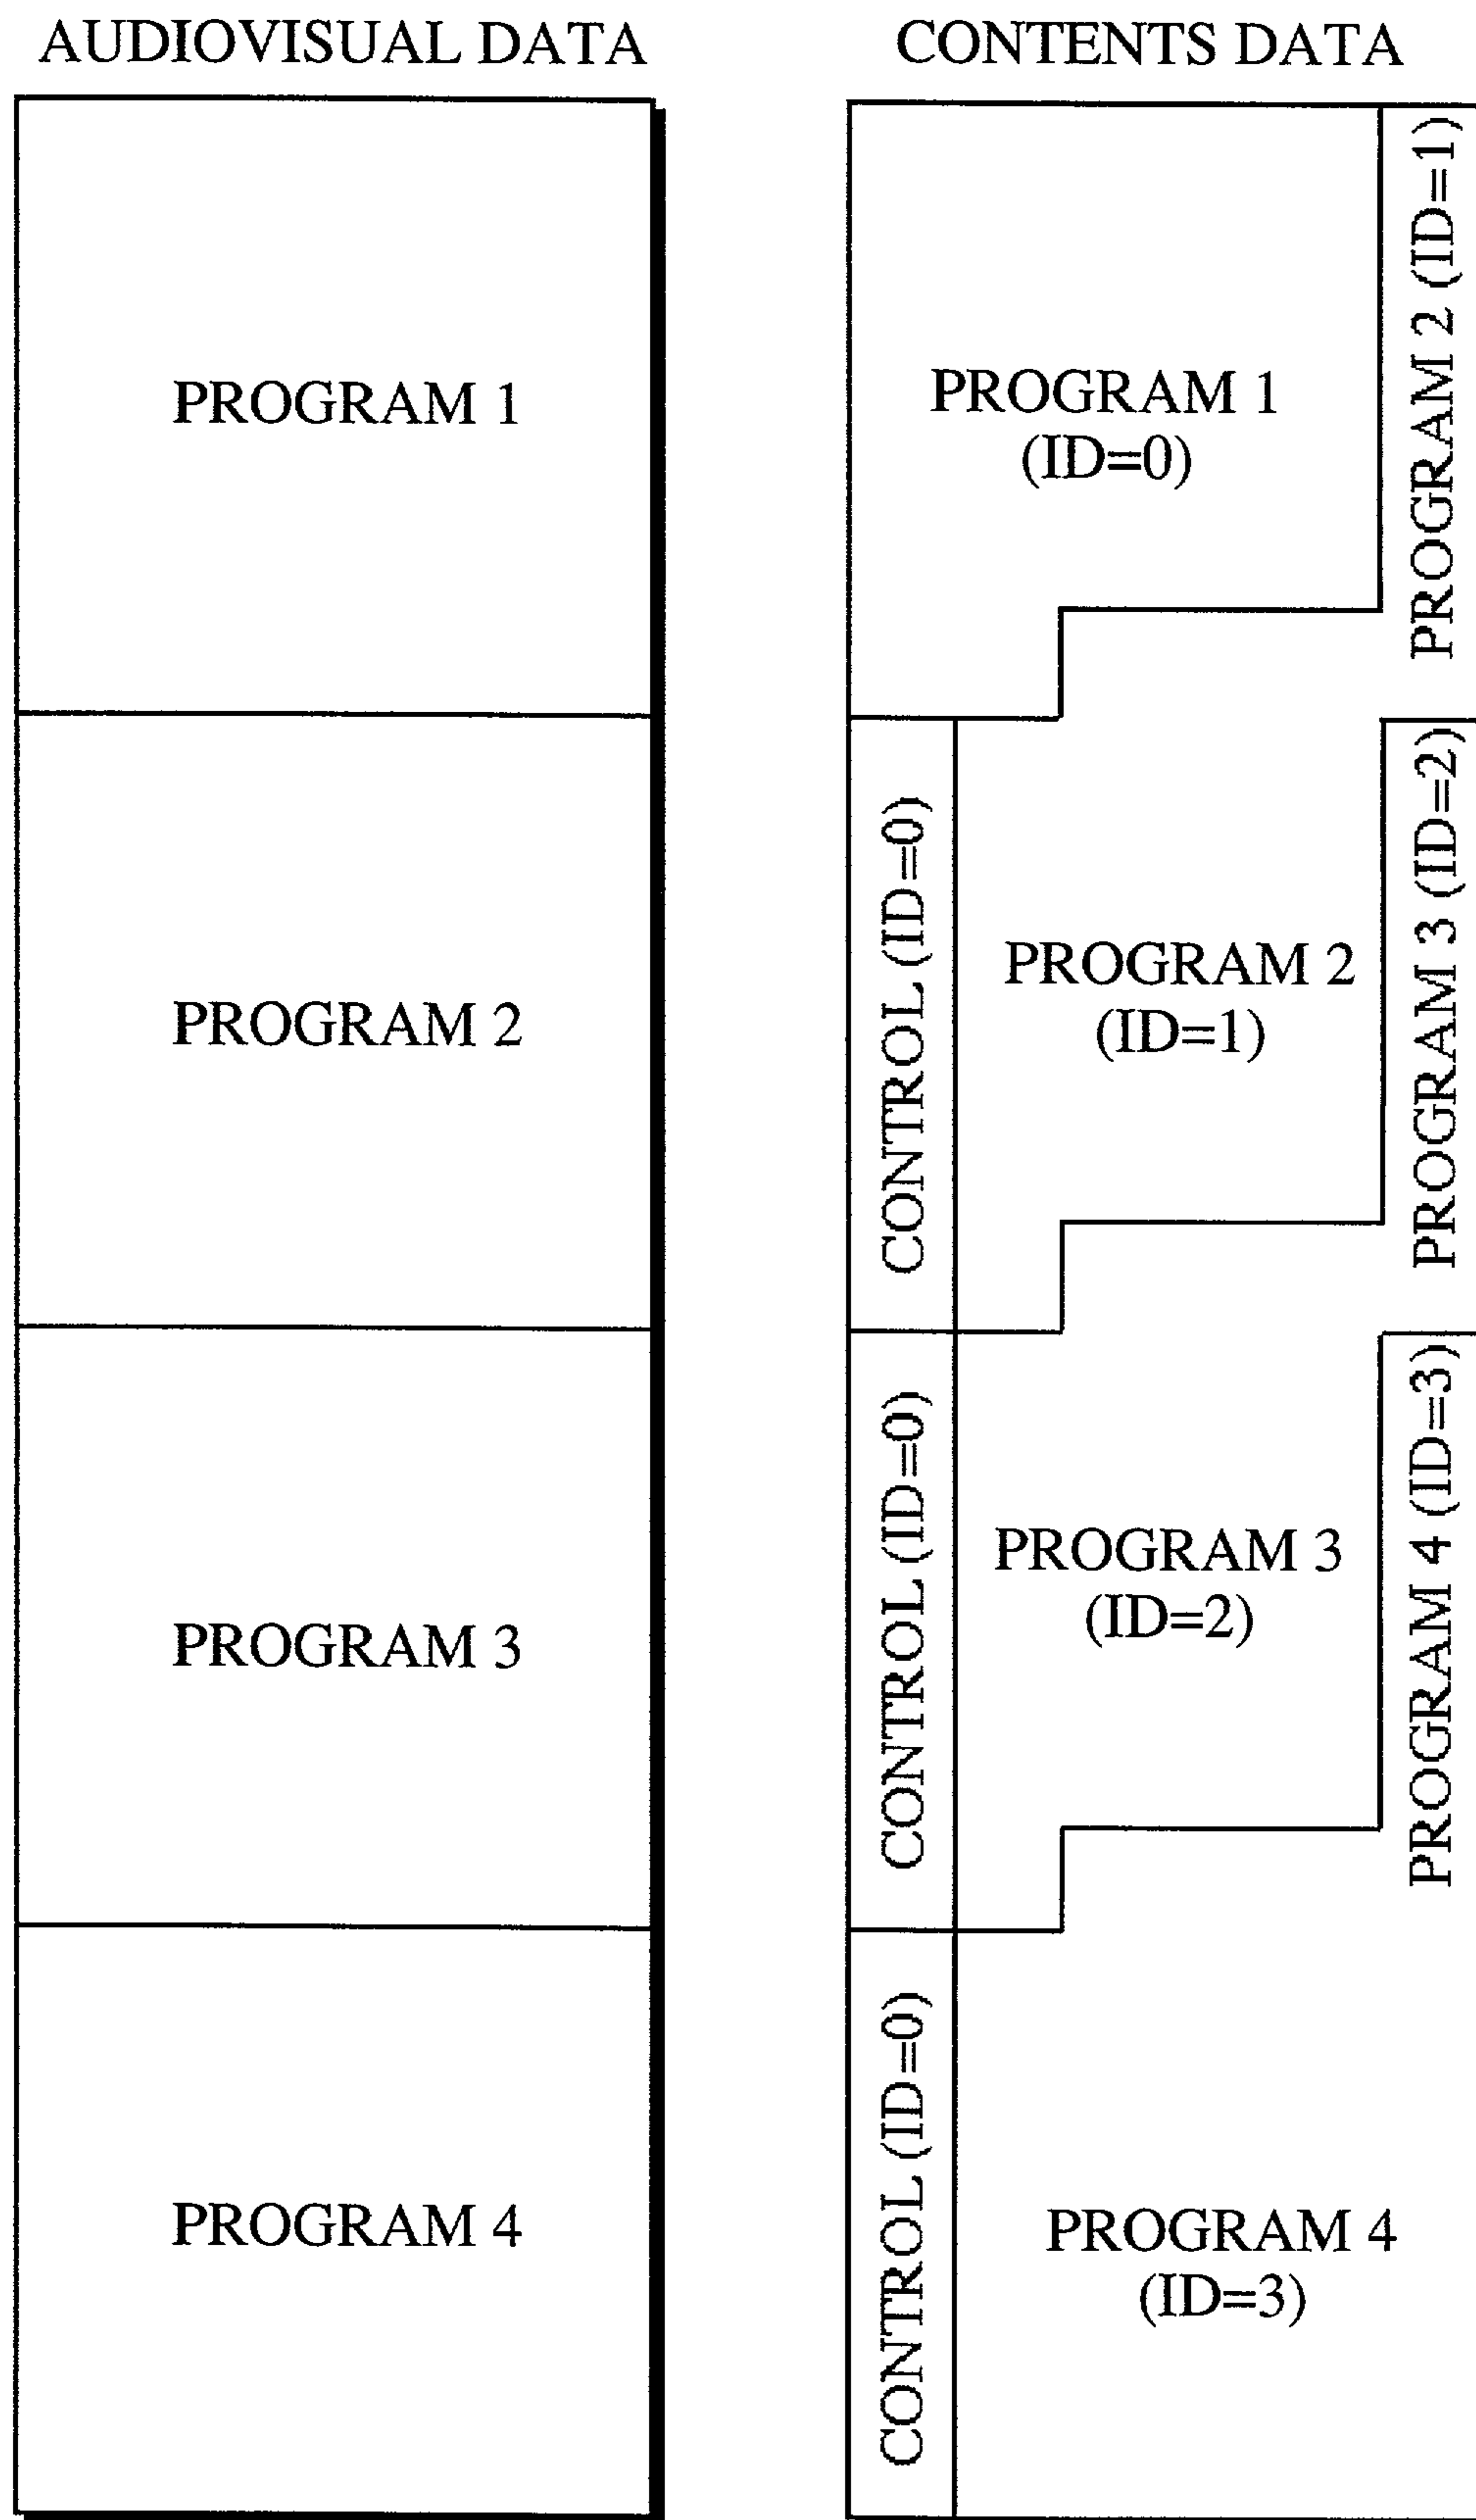 AUDIOVISUAL DATA
PROGRAM 1
PROGRAM 2
PROGRAM 3
PROGRAM 4
CONTENTS DATA
PROGRAM 1
(ID=0)
PROGRAM 2 (ID=1)
CONTROL (ID=0)
PROGRAM 2
(ID=1)
PROGRAM 3 (ID=2)
CONTROL (ID=0)
PROGRAM 3
(ID=2)
PROGRAM 4 (ID=3)
CONTROL (ID=0)
PROGRAM 4
(ID=3)